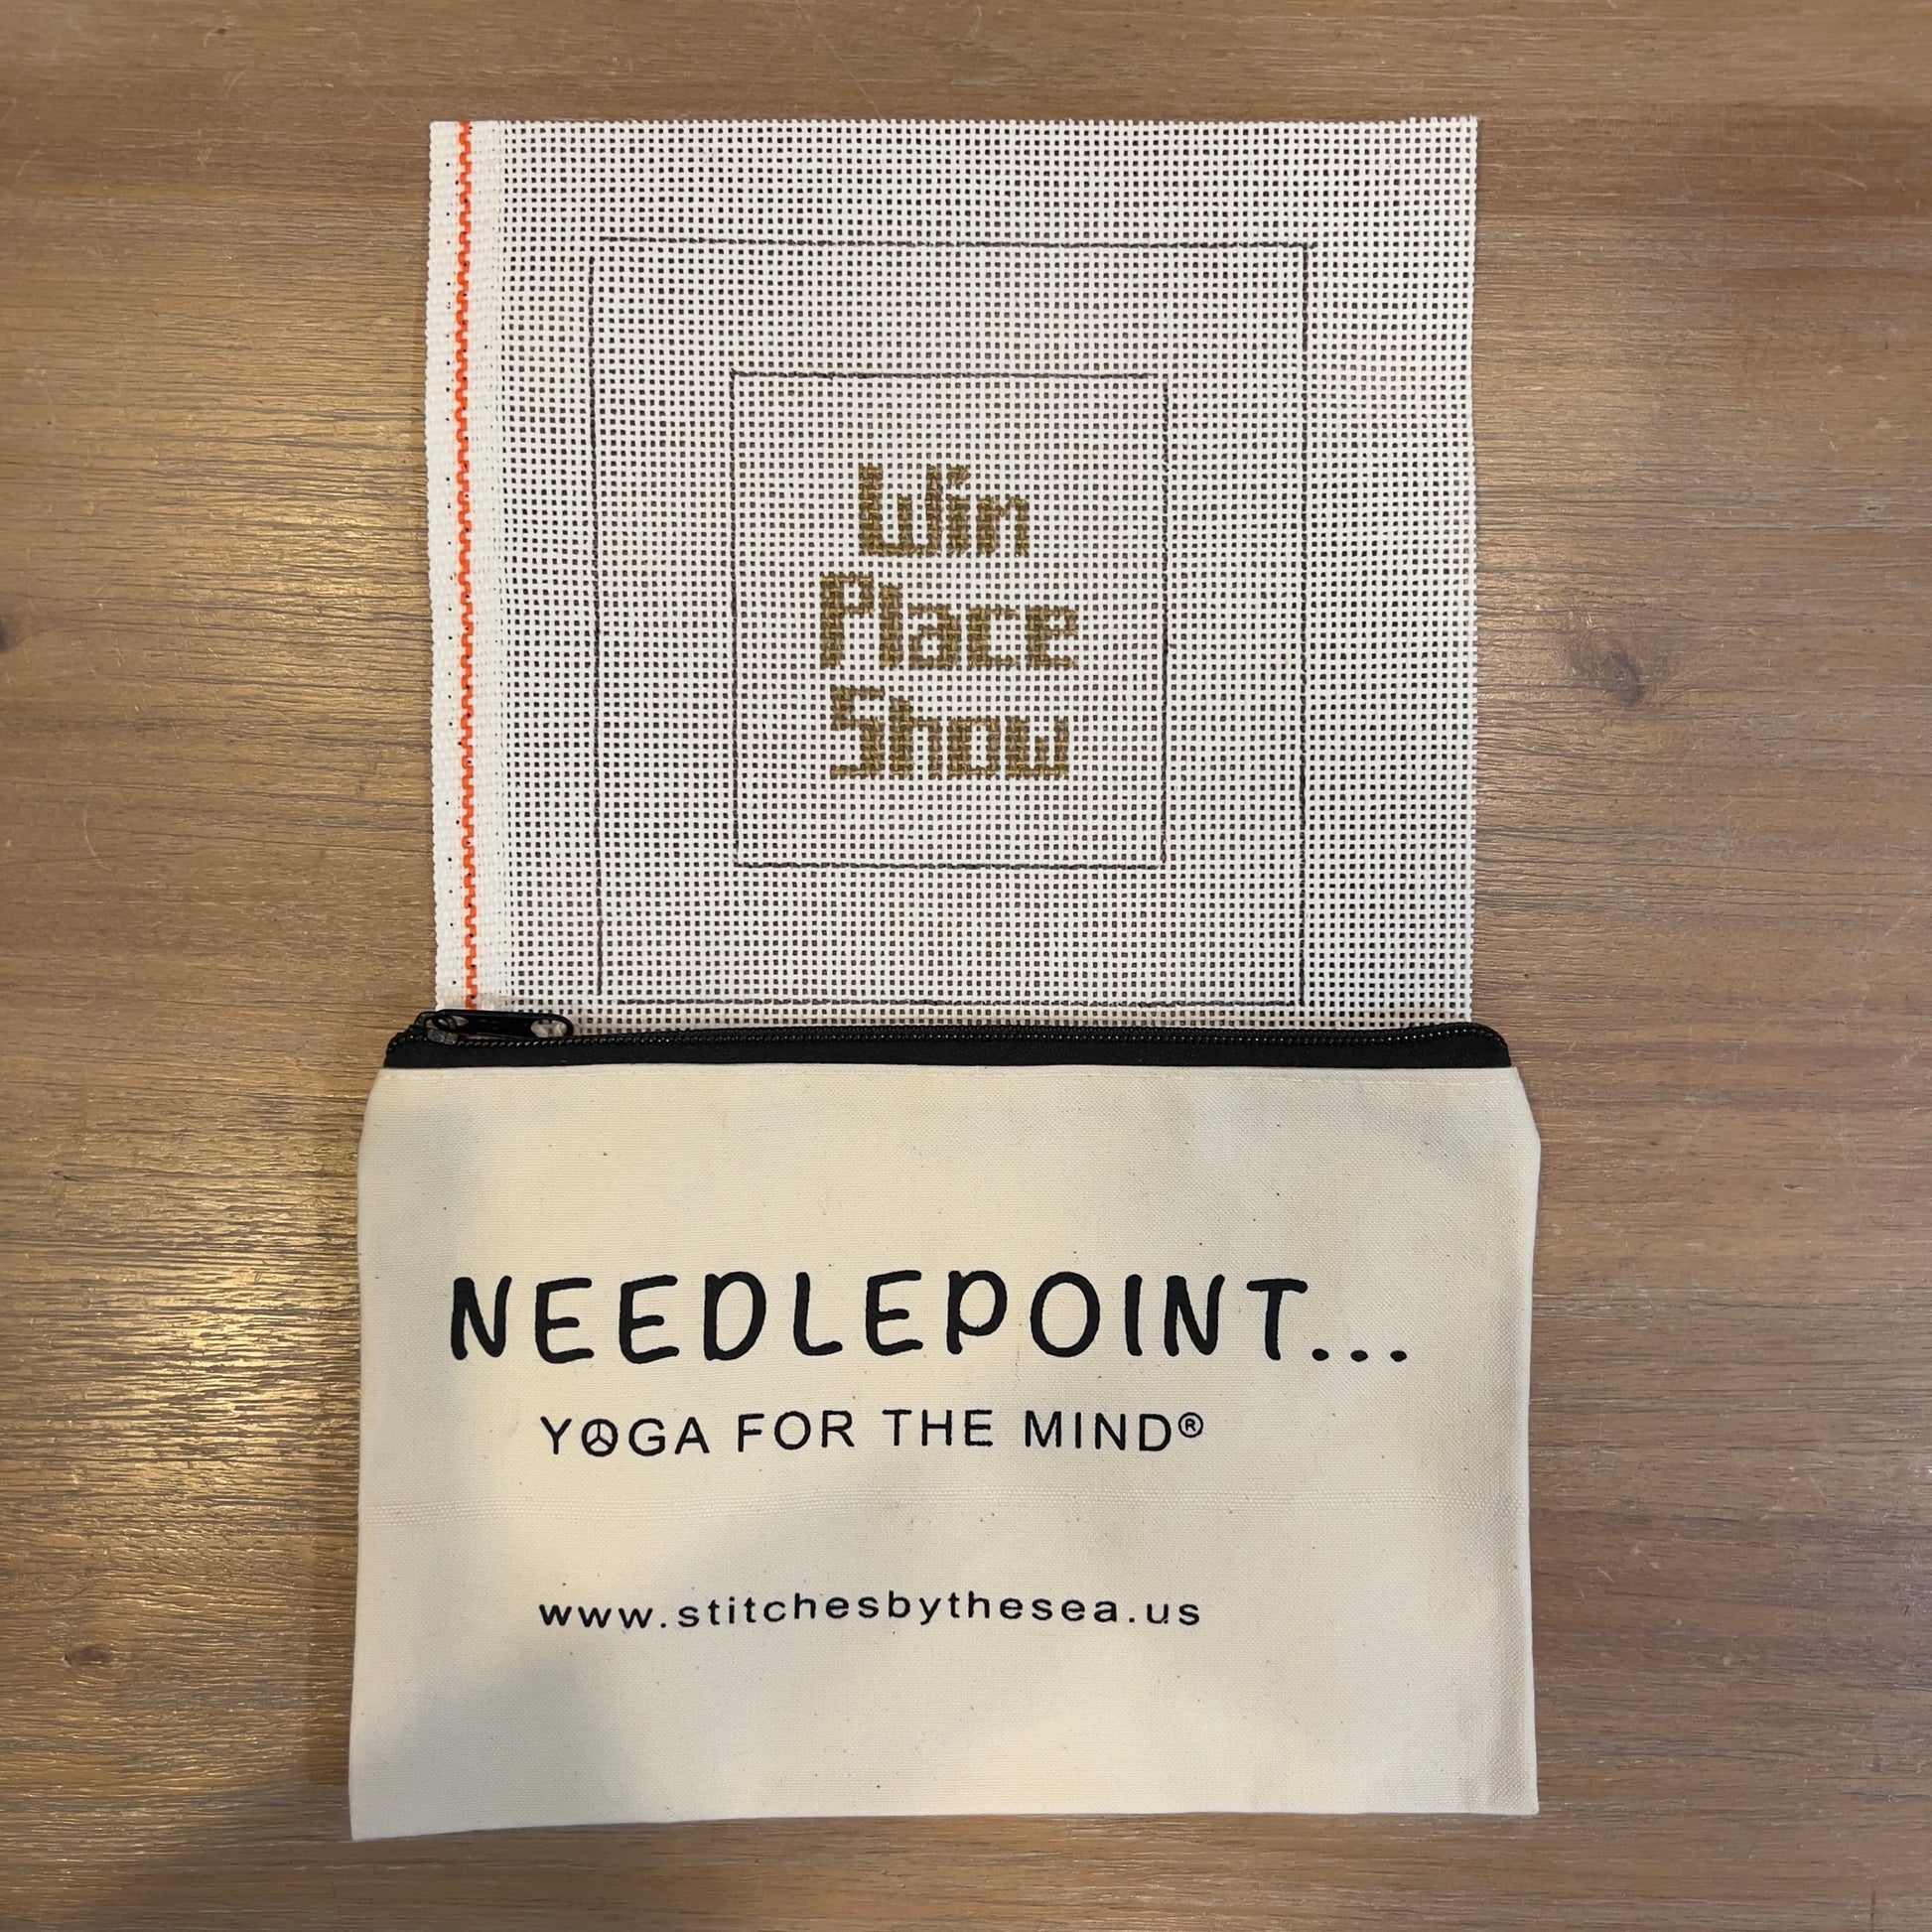 Win
Place
Show
NEEDLEPOINT...
YOGA FOR THE MIND®
www.stitchesbythesea.us